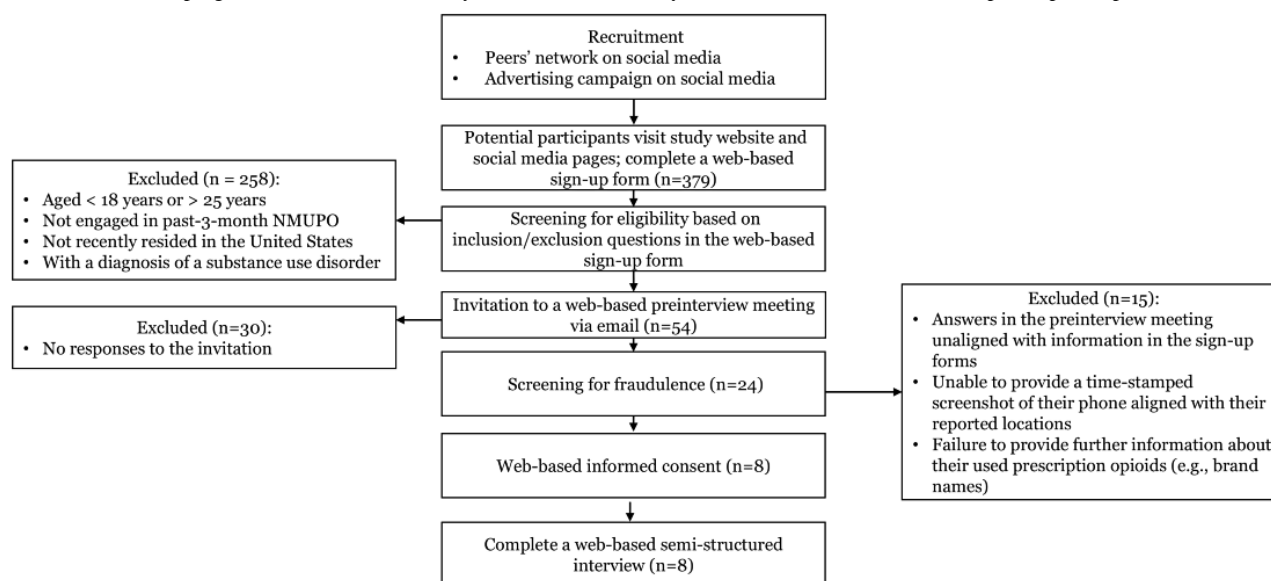 Recruitment
• Peers' network on social media
• Advertising campaign on social media
Potential participants visit study website and
social media pages; complete a web-based
sign-up form (n=379)
Excluded (n = 258):
• Aged < 18 years or > 25 years
• Not engaged in past-3-month NMUPO
• Not recently resided in the United States
• With a diagnosis of a substance use disorder
Screening for eligibility based on
inclusion/exclusion questions in the web-based
sign-up form
Invitation to a web-based preinterview meeting
via email (n=54)
Excluded (n=30):
• No responses to the invitation
Screening for fraudulence (n=24)
Excluded (n=15):
• Answers in the preinterview meeting
unaligned with information in the sign-up
forms
• Unable to provide a time-stamped
screenshot of their phone aligned with their
reported locations
• Failure to provide further information about
their used prescription opioids (e.g., brand
names)
Web-based informed consent (n=8)
Complete a web-based semi-structured
interview (n=8)